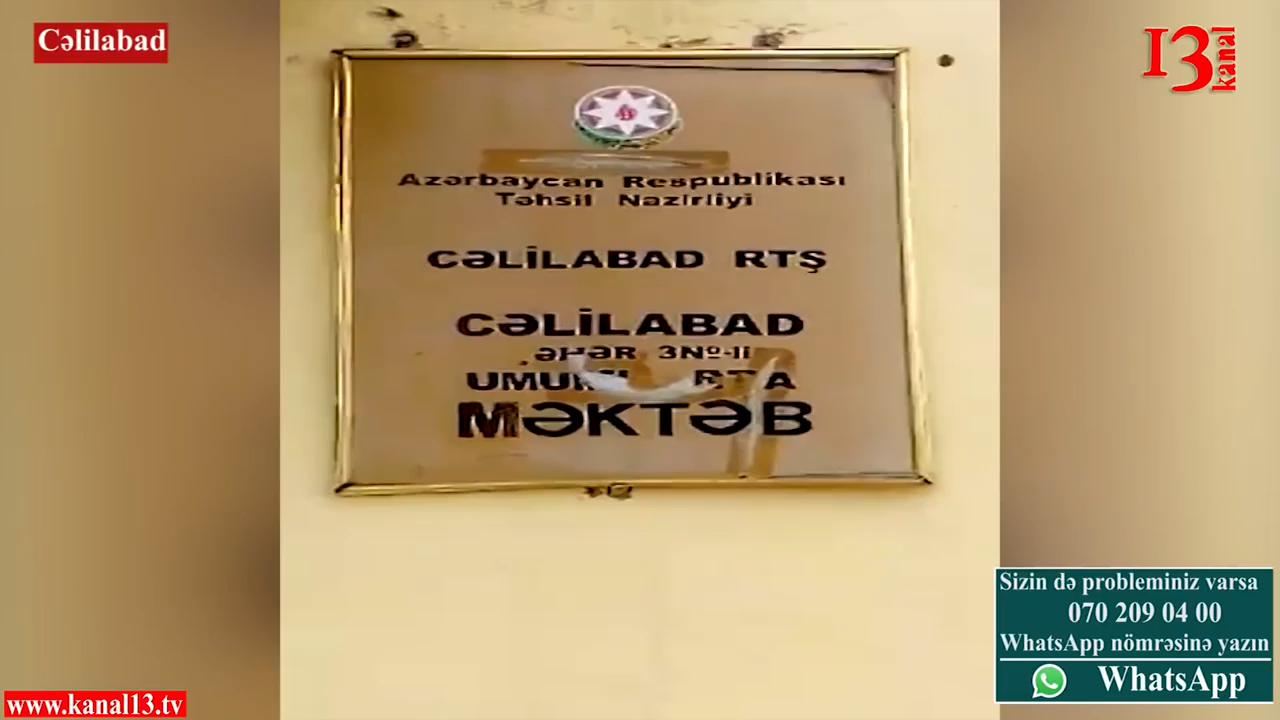 Cəlilabad
13 kanal
Azərbaycan Respublikası
Təhsil Nazirliyi
CƏLİLABAD RTŞ
CƏLİLABAD
3№-li
MƏKTƏB
Sizin də probleminiz varsa
070 209 04 00
WhatsApp nömrəsinə yazın
WhatsApp
www.kanal13.tv